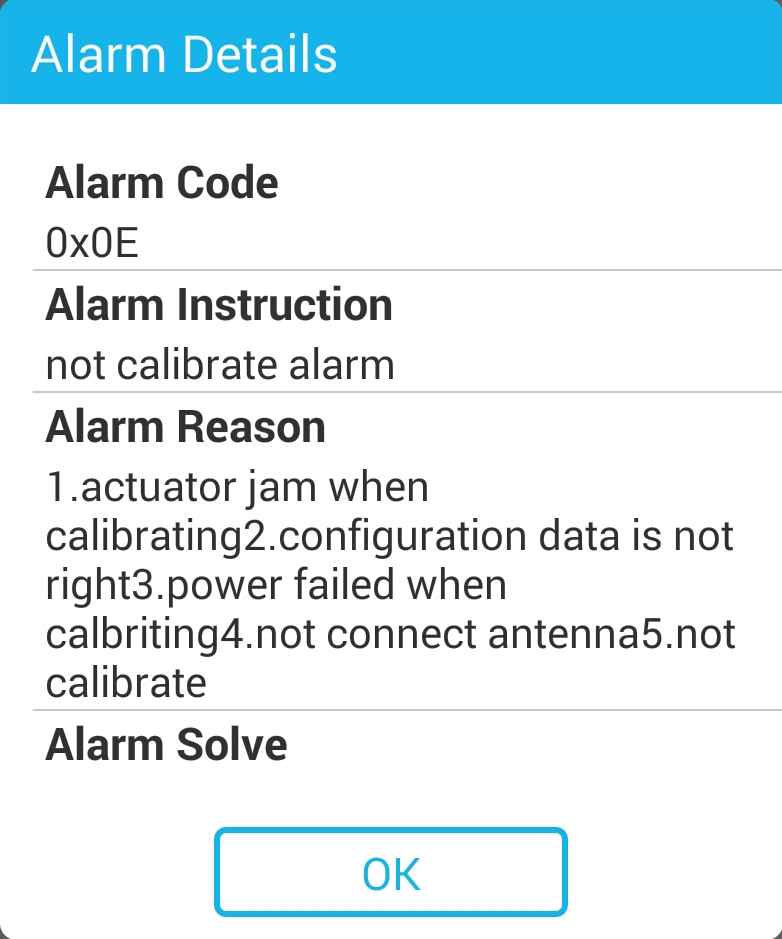 Alarm Details
Alarm Code
0x0E
Alarm Instruction
not calibrate alarm
Alarm Reason
1.actuator jam when
calibrating2.configuration data is not
right3.power failed when
calbriting4.not connect antenna5.not
calibrate
Alarm Solve
OK